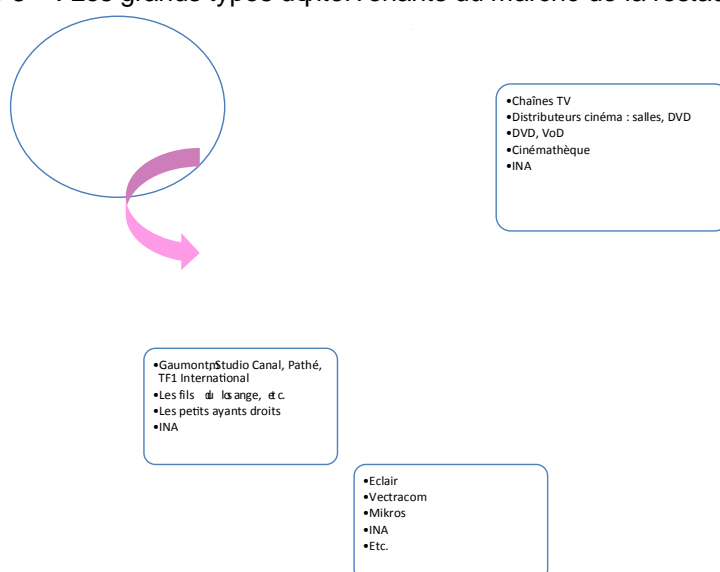 : Les grands types du marché de la
•Chaînes TV
•Distributeurs cinéma : salles, DVD
•DVD, VoD
•Cinémathèque
•INA
•Gaumont, Studio Canal, Pathé,
TF1 International
•Les fils du losange, etc.
•Les petits ayants droits
•INA
•Eclair
•Vectracom
•Mikros
•INA
•Etc.